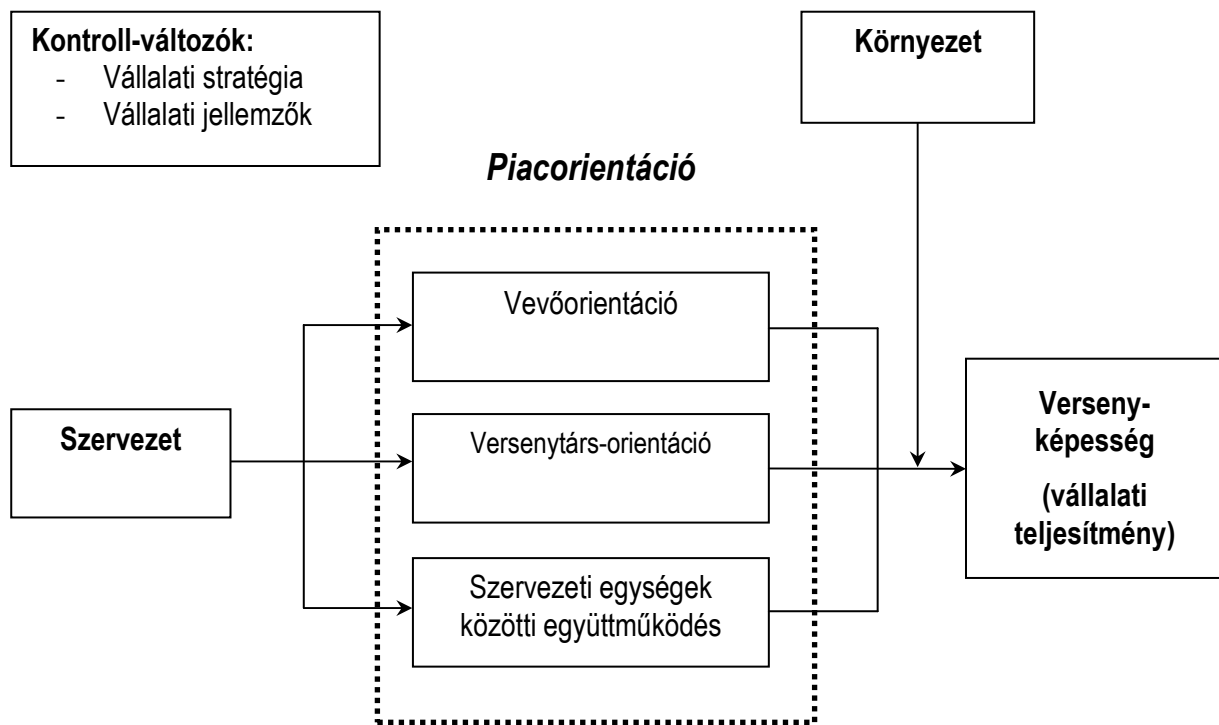 Kontroll-változók:
- Vállalati stratégia
- Vállalati jellemzők
Környezet
Piacorientáció
Vevőorientáció
Szervezet
Versenytárs-orientáció
Szervezeti egységek
közötti együttműködés
Verseny-
képesség
(vállalati
teljesítmény)